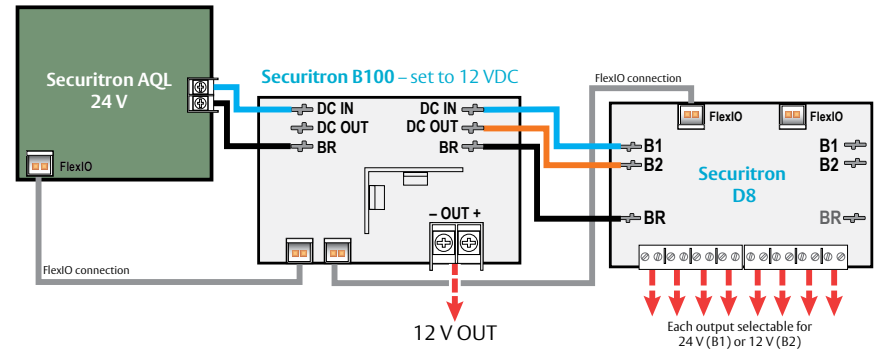 Securitron AQL
24 V
FlexIO
FlexIO connection
Securitron B100 – set to 12 VDC
DC IN
DC OUT
BR
DC IN
DC OUT
BR
– OUT +
12 V OUT
FlexIO connection
FlexIO
FlexIO
B1
B2
BR
Securitron
D8
B1
B2
BR
Each output selectable for
24 V (B1) or 12 V (B2)